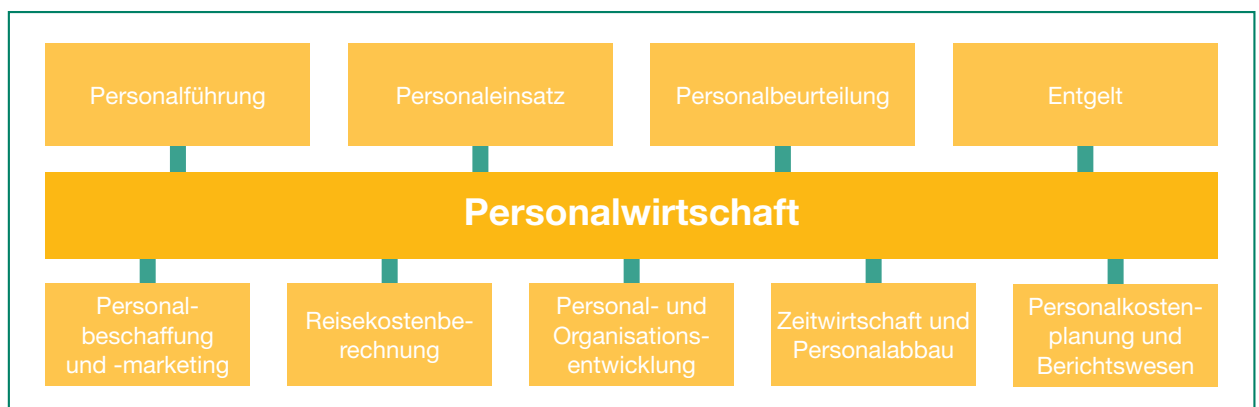 Personalführung
Personaleinsatz
Personalbeurteilung
Entgelt
Personalwirtschaft
Personal-
beschaffung
und -marketing
Reisekostenbe-
rechnung
Personal- und
Organisations-
entwicklung
Zeitwirtschaft und
Personalabbau
Personalkosten-
planung und
Berichtswesen